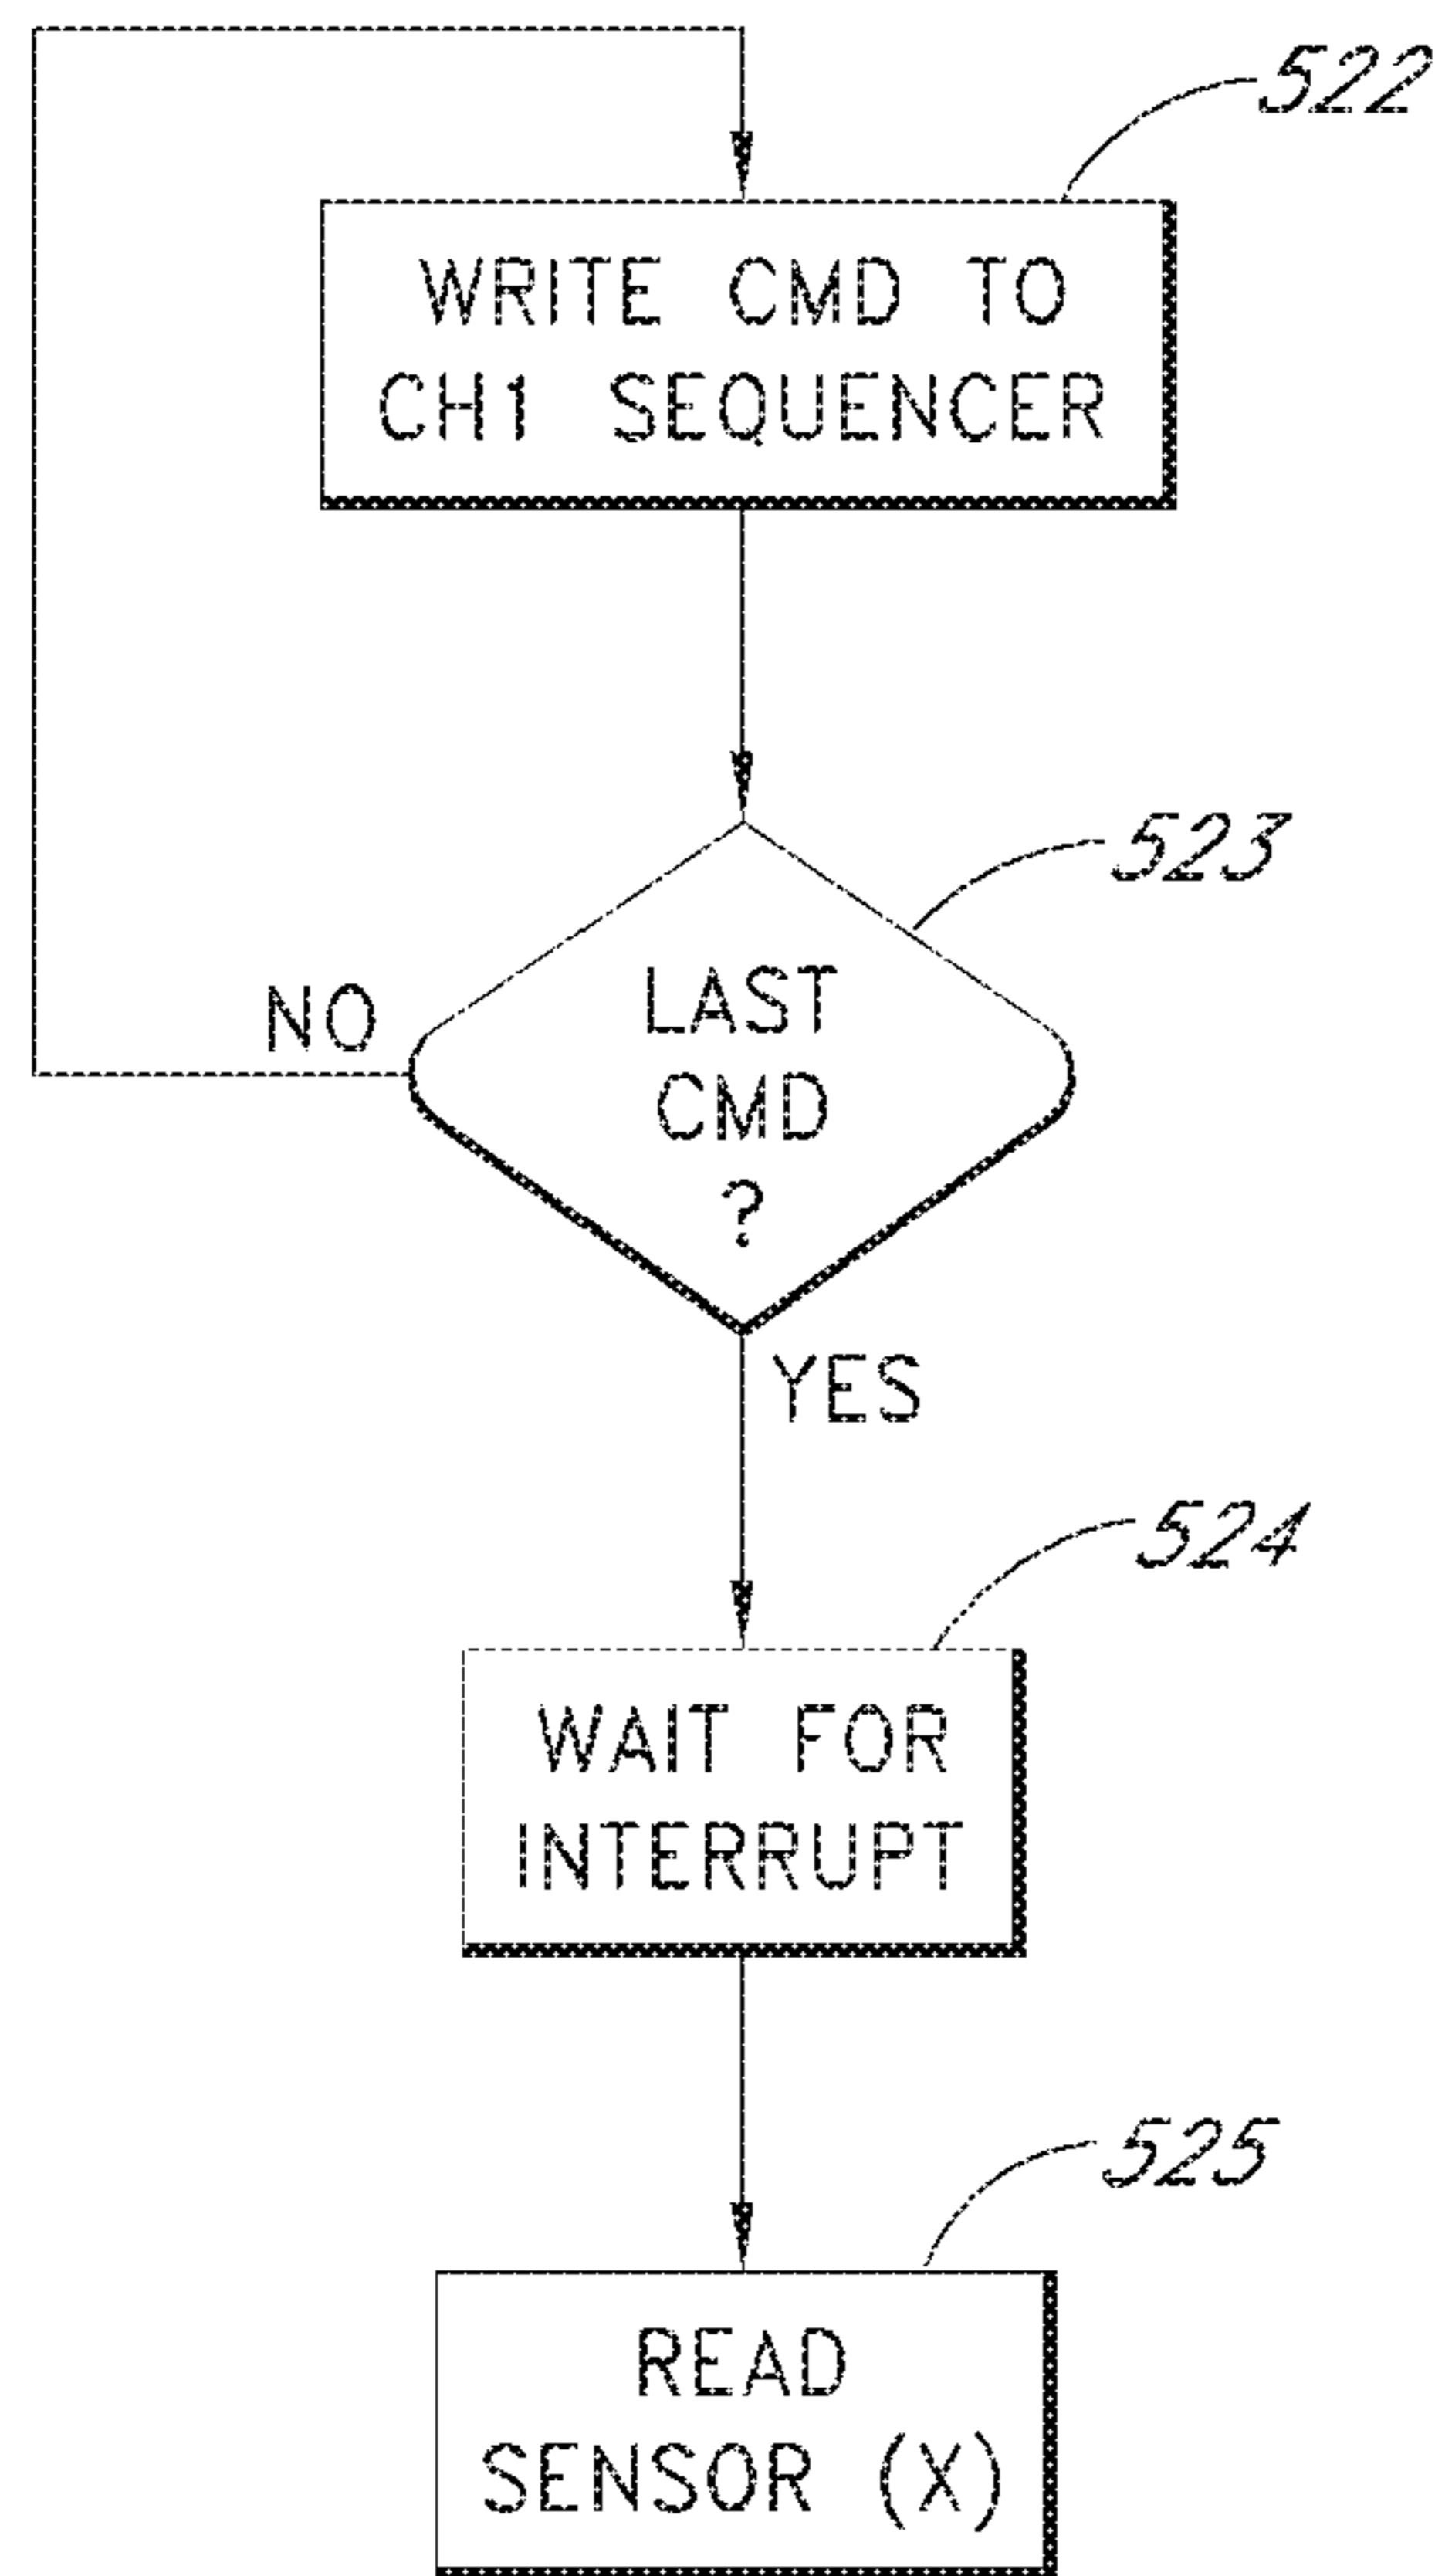 522
WRITE CMD TO
CH1 SEQUENCER
523
NO
LAST
CMD
?
YES
524
WAIT FOR
INTERRUPT
525
READ
SENSOR (X)